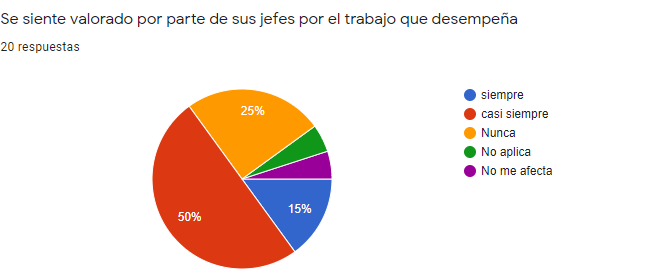 Se siente valorado por parte de sus jefes por el trabajo que desempeña
20 respuestas
25%
50%
15%
siempre
casi siempre
Nunca
No aplica
No me afecta